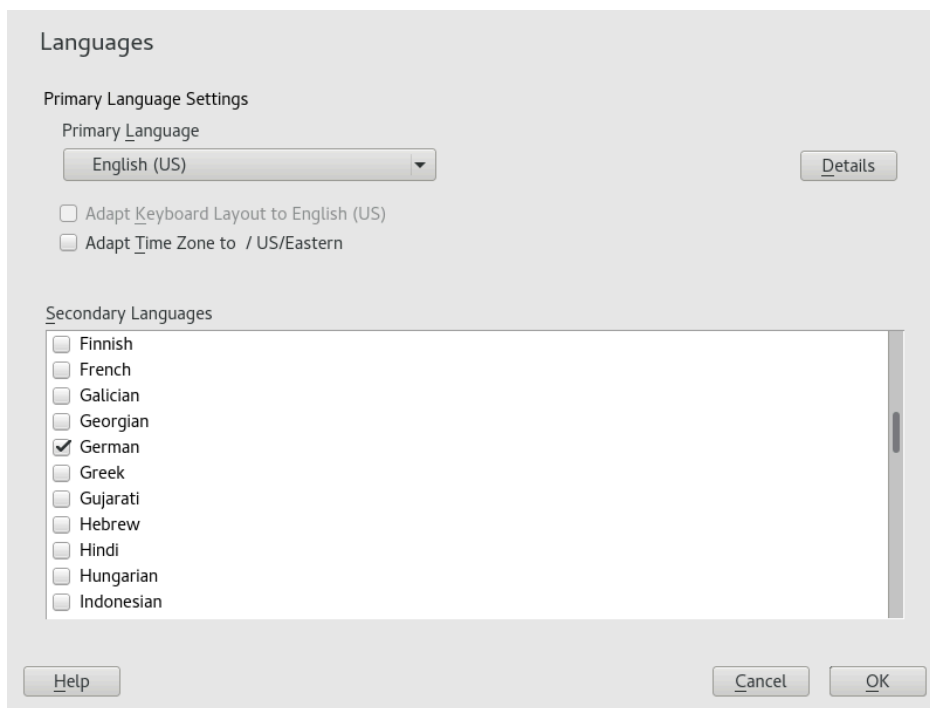 Languages
Primary Language Settings
Primary Language
English (US)
Details
Adapt Keyboard Layout to English (US)
Adapt Time Zone to / US/Eastern
Secondary Languages
Finnish
French
Galician
Georgian
German
Greek
Gujarati
Hebrew
Hindi
Hungarian
Indonesian
Help
Cancel
OK